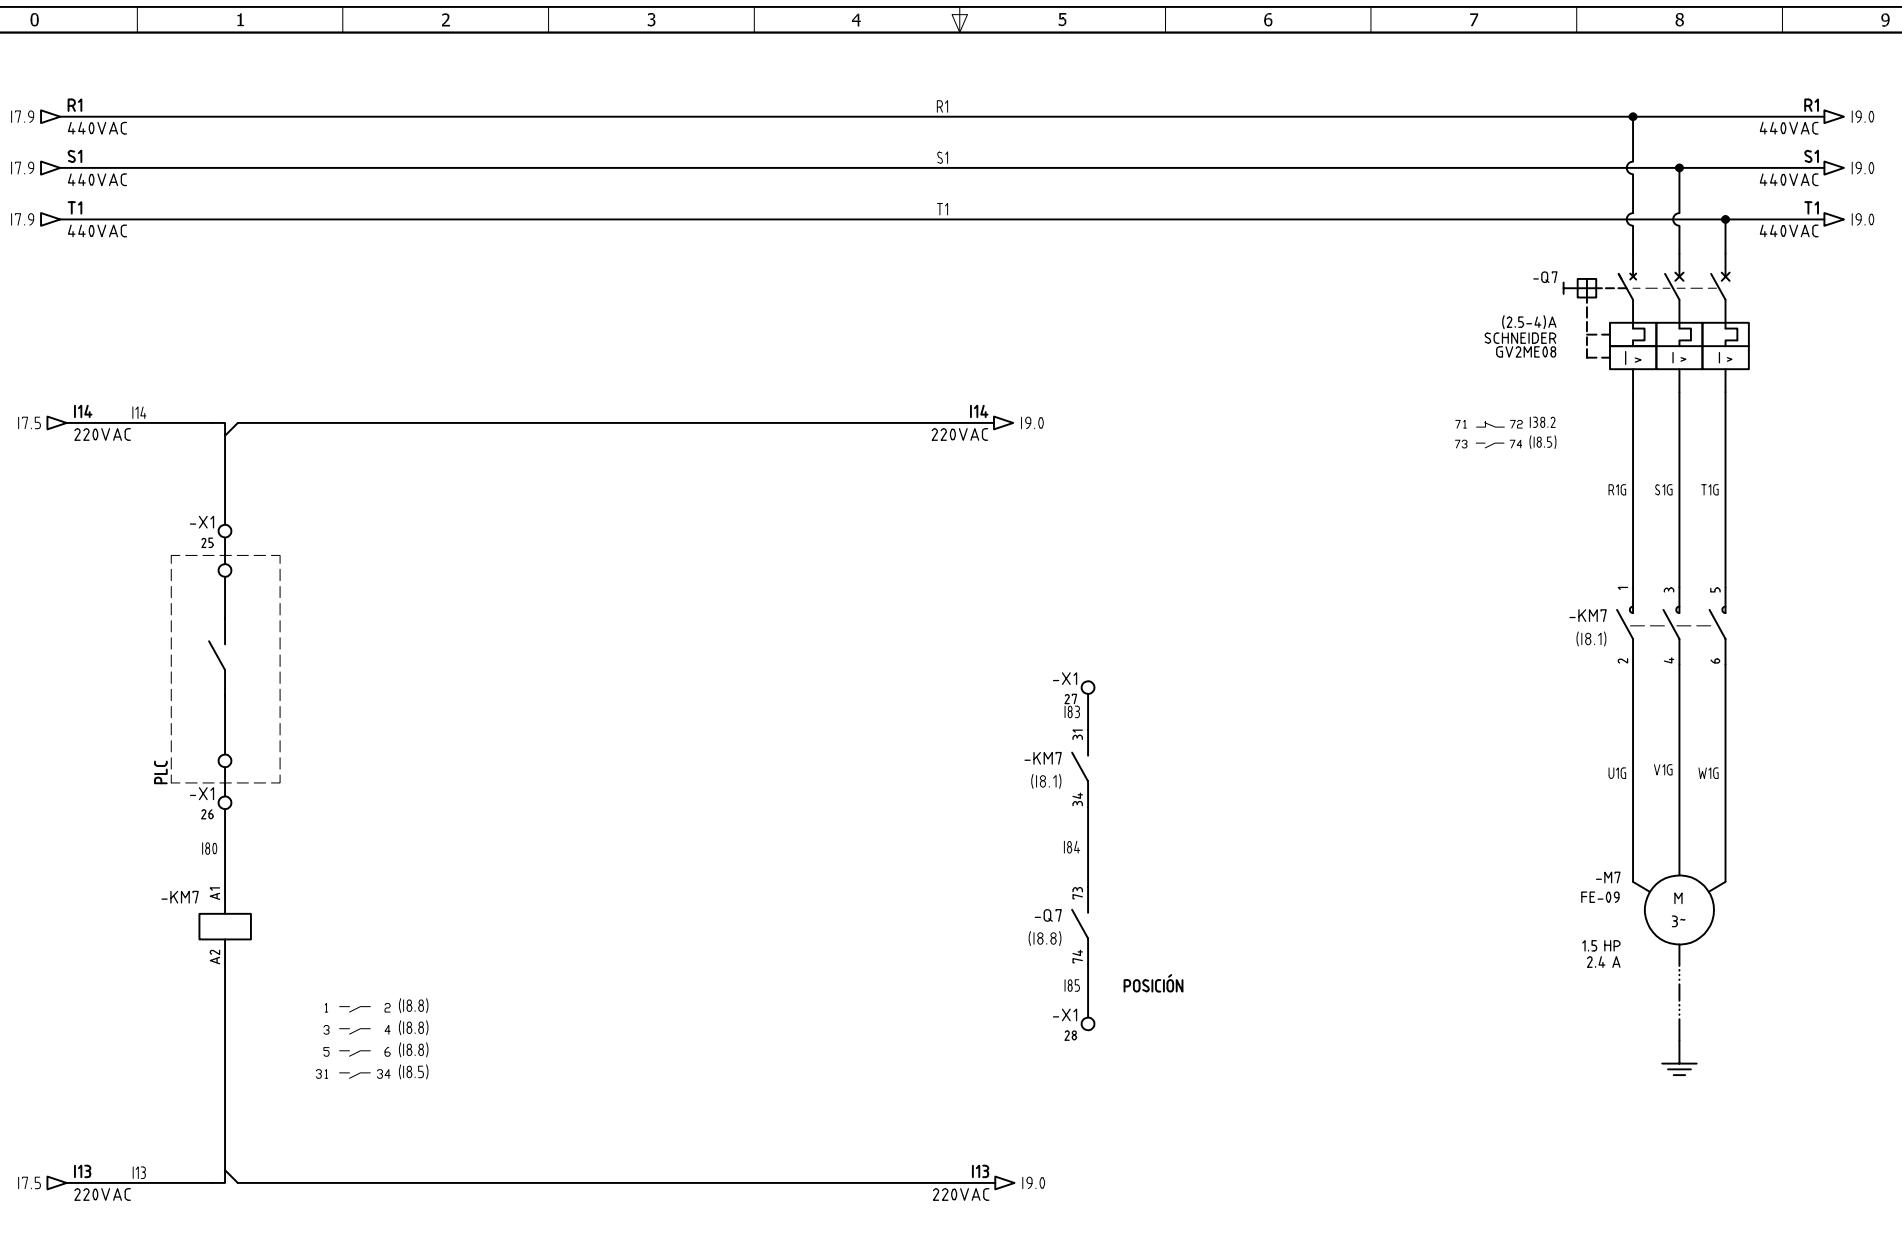 0 1 2 3 4 5 6 7 8 9
R1 R1 R1
I7.9 I9.0
440VAC 440VAC
S1 S1 S1
I7.9 I9.0
440VAC 440VAC
T1 T1 T1
I7.9 I9.0
440VAC 440VAC
-Q7
(2.5-4)A
SCHNEIDER
GV2ME08
I> I> I>
I14 I14 I14
I7.5 I9.0
220VAC 220VAC
71 72 I38.2
73 74 (I8.5)
R1G S1G T1G
-X1
25
PLC
-X1
26
I80
A1
-KM7
A2
1 2 (I8.8)
3 4 (I8.8)
5 6 (I8.8)
31 34 (I8.5)
I13 I13 I13
I7.5 I9.0
220VAC 220VAC
-X1
27
I83
31
-KM7
(I8.1)
34
I84
73
-Q7
(I8.8)
74
I85
POSICIÓN
-X1
28
1 3 5
-KM7
(I8.1)
2 4 6
U1G V1G W1G
-M7
FE-09
M
3~
1.5 HP
2.4 A